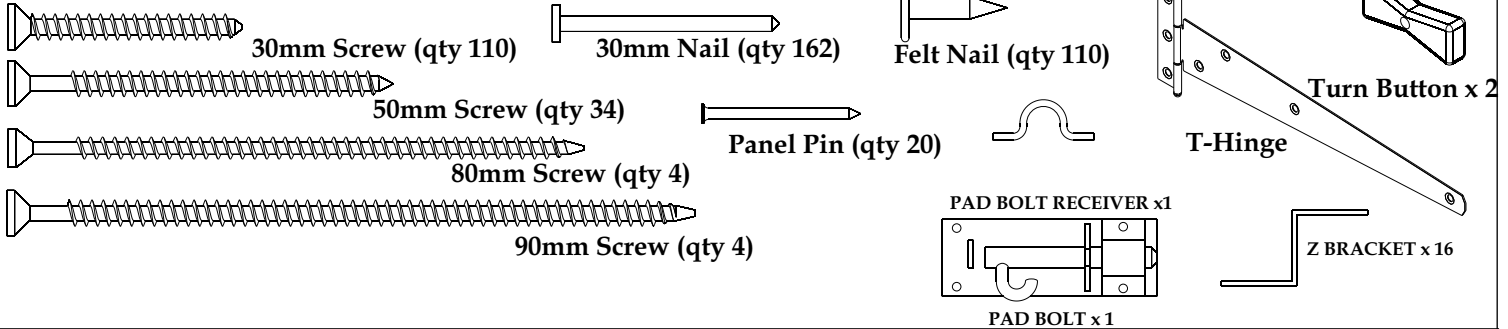 30mm Screw (qty 110)
30mm Nail (qty 162)
Felt Nail (qty 110)
Turn Button x 2
50mm Screw (qty 34)
Panel Pin (qty 20)
T-Hinge
80mm Screw (qty 4)
PAD BOLT RECEIVER x1
90mm Screw (qty 4)
Z BRACKET x 16
PAD BOLT x 1